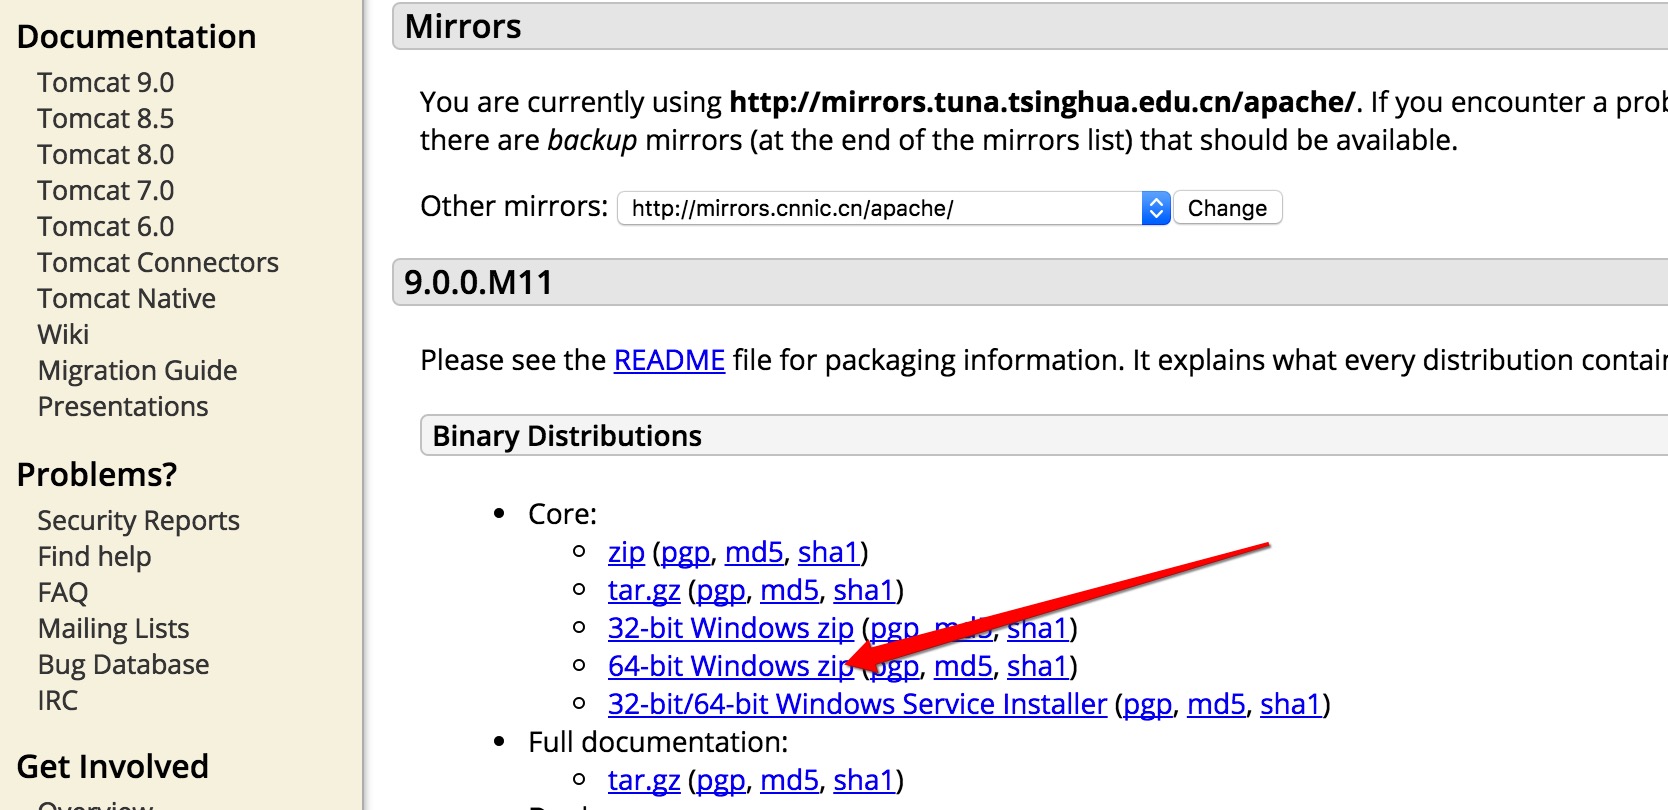 Documentation
Tomcat 9.0
Tomcat 8.5
Tomcat 8.0
Tomcat 7.0
Tomcat 6.0
Tomcat Connectors
Tomcat Native
Wiki
Migration Guide
Presentations
Problems?
Security Reports
Find help
FAQ
Mailing Lists
Bug Database
IRC
Get Involved
Overview
Mirrors
You are currently using http://mirrors.tuna.tsinghua.edu.cn/apache/. If you encounter a
there are backup mirrors (at the end of the mirrors list) that should be available.
Other mirrors: http://mirrors.cnnic.cn/apache/ Change
9.0.0.M11
Please see the README file for packaging information. It explains what every distribution
Binary Distributions
• Core:
○ zip (pgp, md5, sha1)
○ tar.gz (pgp, md5, sha1)
○ 32-bit Windows zip (pgp, md5, sha1)
○ 64-bit Windows zip (pgp, md5, sha1)
○ 32-bit/64-bit Windows Service Installer (pgp, md5, sha1)
• Full documentation:
○ tar.gz (pgp, md5, sha1)